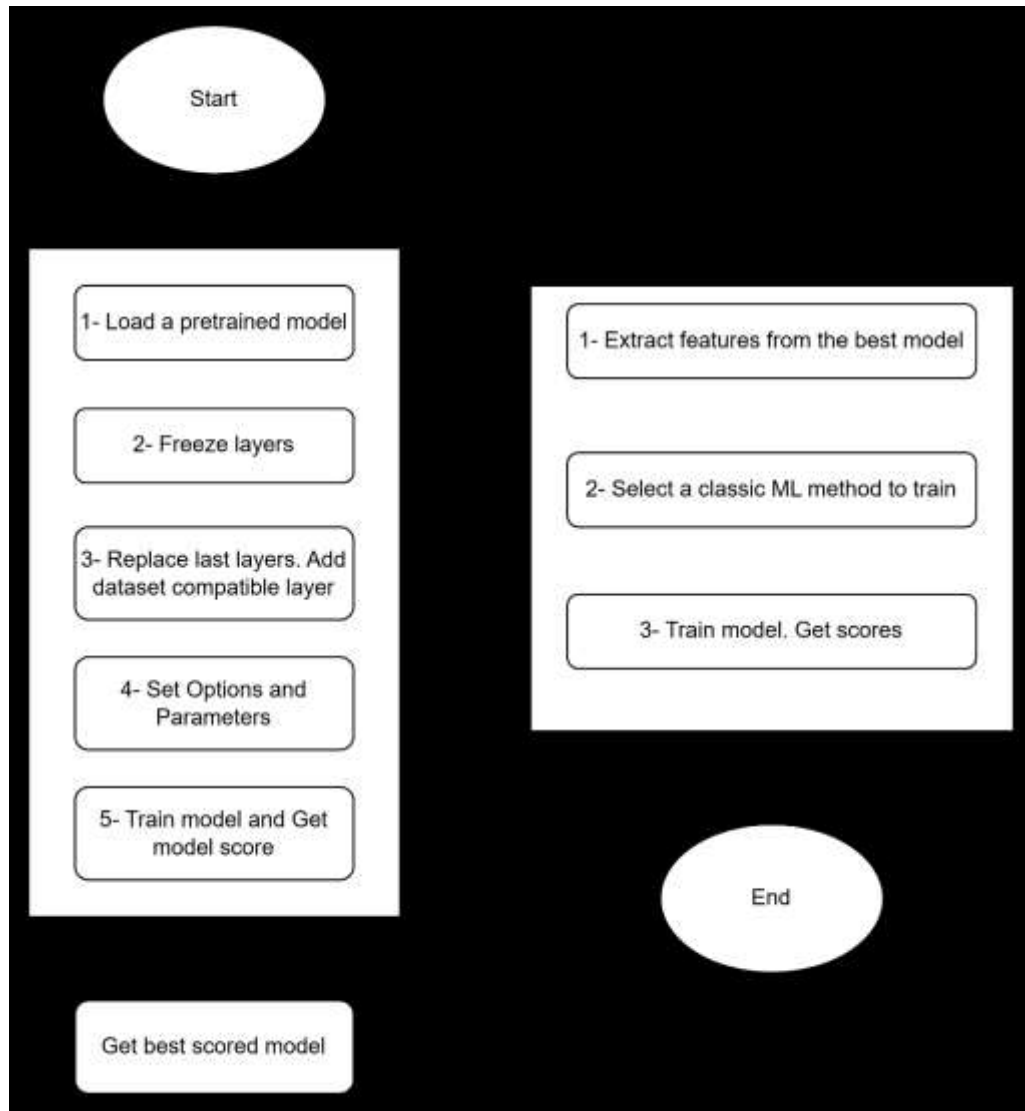 Start
1- Load a pretrained model
2- Freeze layers
3- Replace last layers. Add
dataset compatible layer
4- Set Options and
Parameters
5- Train model and Get
model score
Get best scored model
1- Extract features from the best model
2- Select a classic ML method to train
3- Train model. Get scores
End